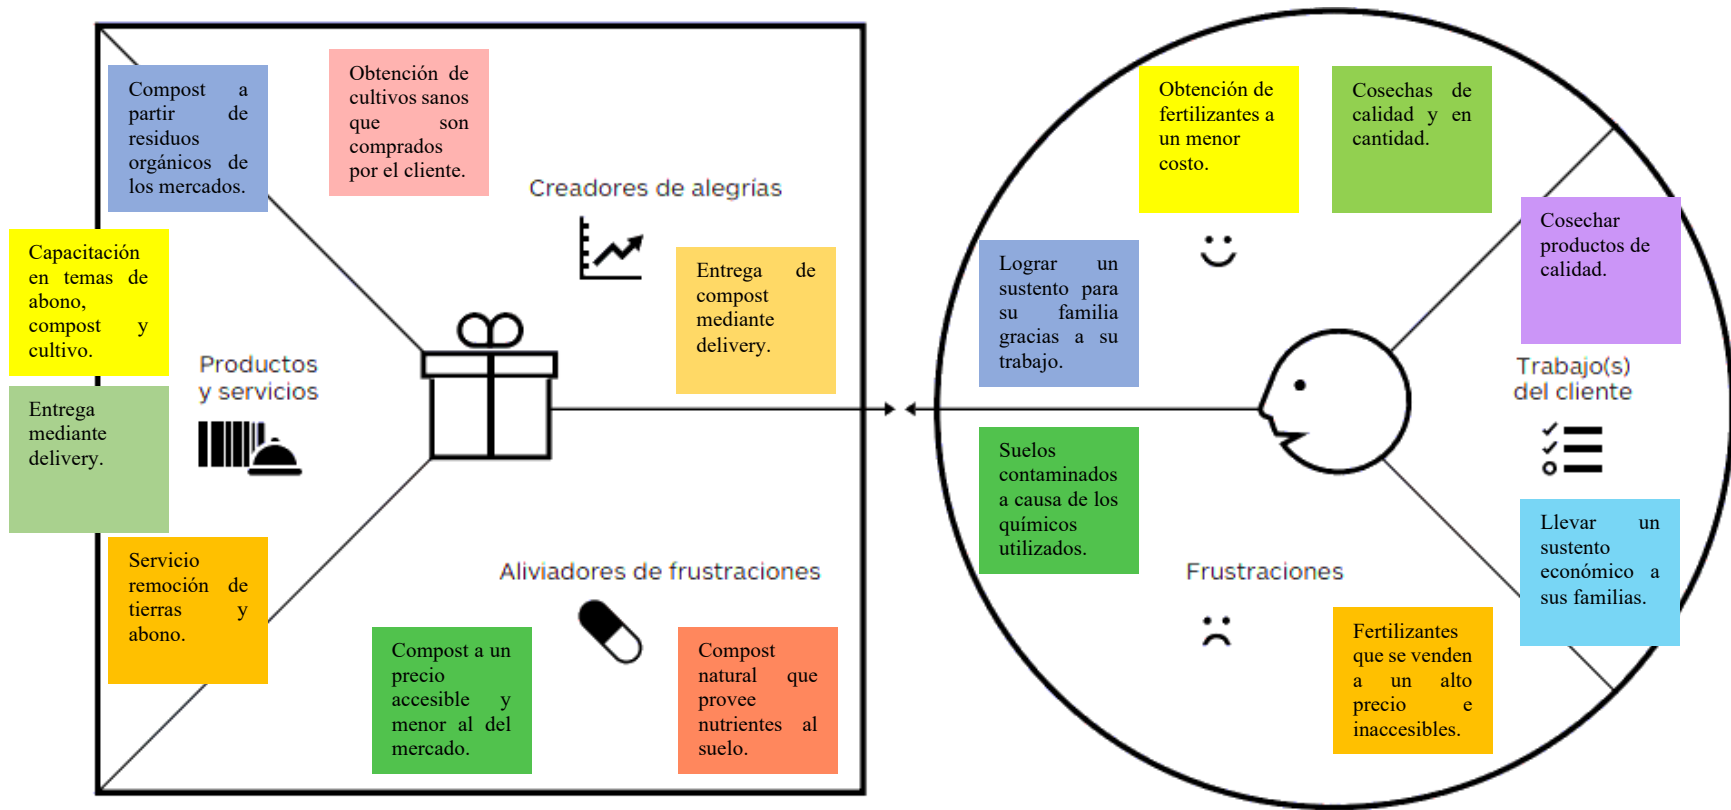 Compost a
partir de
residuos
orgánicos de
los mercados.
Obtención de
cultivos sanos
que son
comprados
por el cliente.
Creadores de alegrías
Capacitación
en temas de
abono,
compost y
cultivo.
Entrega de
compost
mediante
delivery.
Productos
y servicios
Entrega
mediante
delivery.
Servicio
remoción de
tierras y
abono.
Aliviadores de frustraciones
Compost a un
precio
accesible y
menor al del
mercado.
Compost
natural que
provee
nutrientes al
suelo.
Obtención de
fertilizantes a
un menor
costo.
Cosechas de
calidad y en
cantidad.
Lograr un
sustento para
su familia
gracias a su
trabajo.
Cosechar
productos de
calidad.
Trabajo(s)
del cliente
Suelos
contaminados
a causa de los
químicos
utilizados.
Llevar un
sustento
económico a
sus familias.
Frustraciones
Fertilizantes
que se venden
a un alto
precio e
inaccesibles.